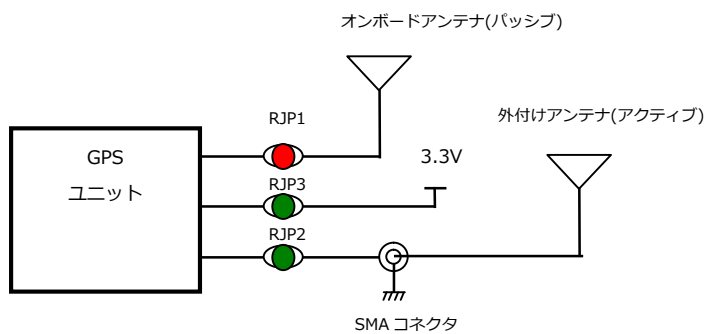 オンボードアンテナ(パッシブ)
外付けアンテナ(アクティブ)
RJP1
GPS
ユニット
3.3V
RJP3
RJP2
SMA コネクタ